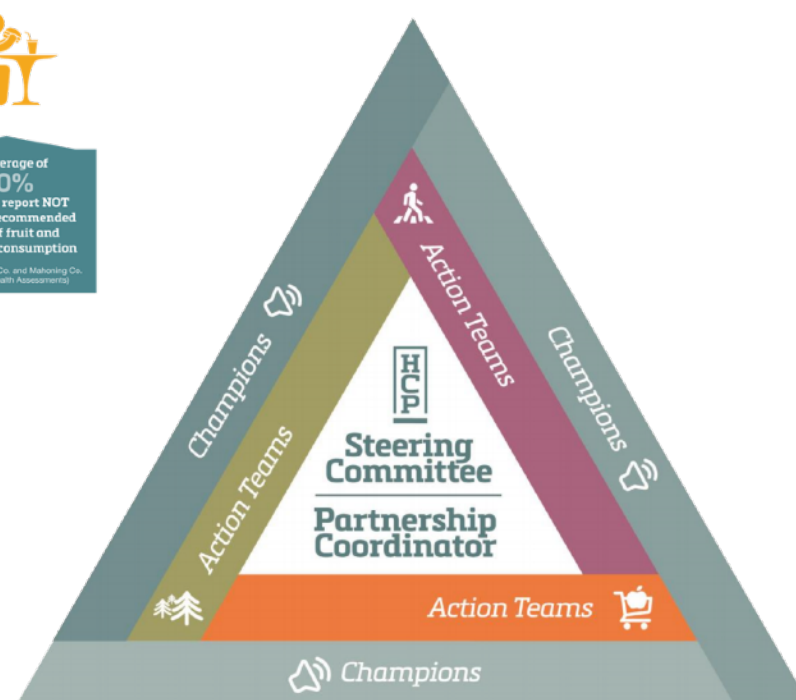 erage of
0%
report NOT
ecommended
f fruit and
consumption
Co. and Mahoning Co.
alth Assessments)
Champions
Action Teams
Action Teams
Champions
HCP
Steering
Committee
Partnership
Coordinator
Action Teams
Champions